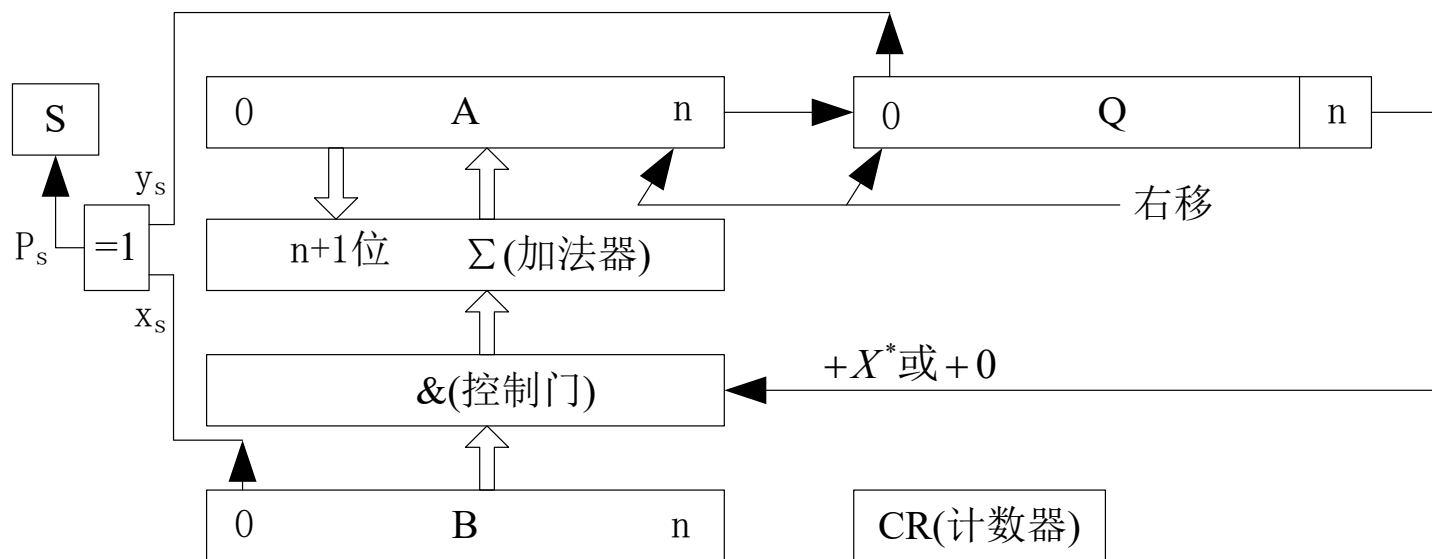 0 A n
0 Q n
S
y_s
右移
P_s =1
n+1位 Σ(加法器)
x_s
+X*或+0
&(控制门)
0 B n
CR(计数器)